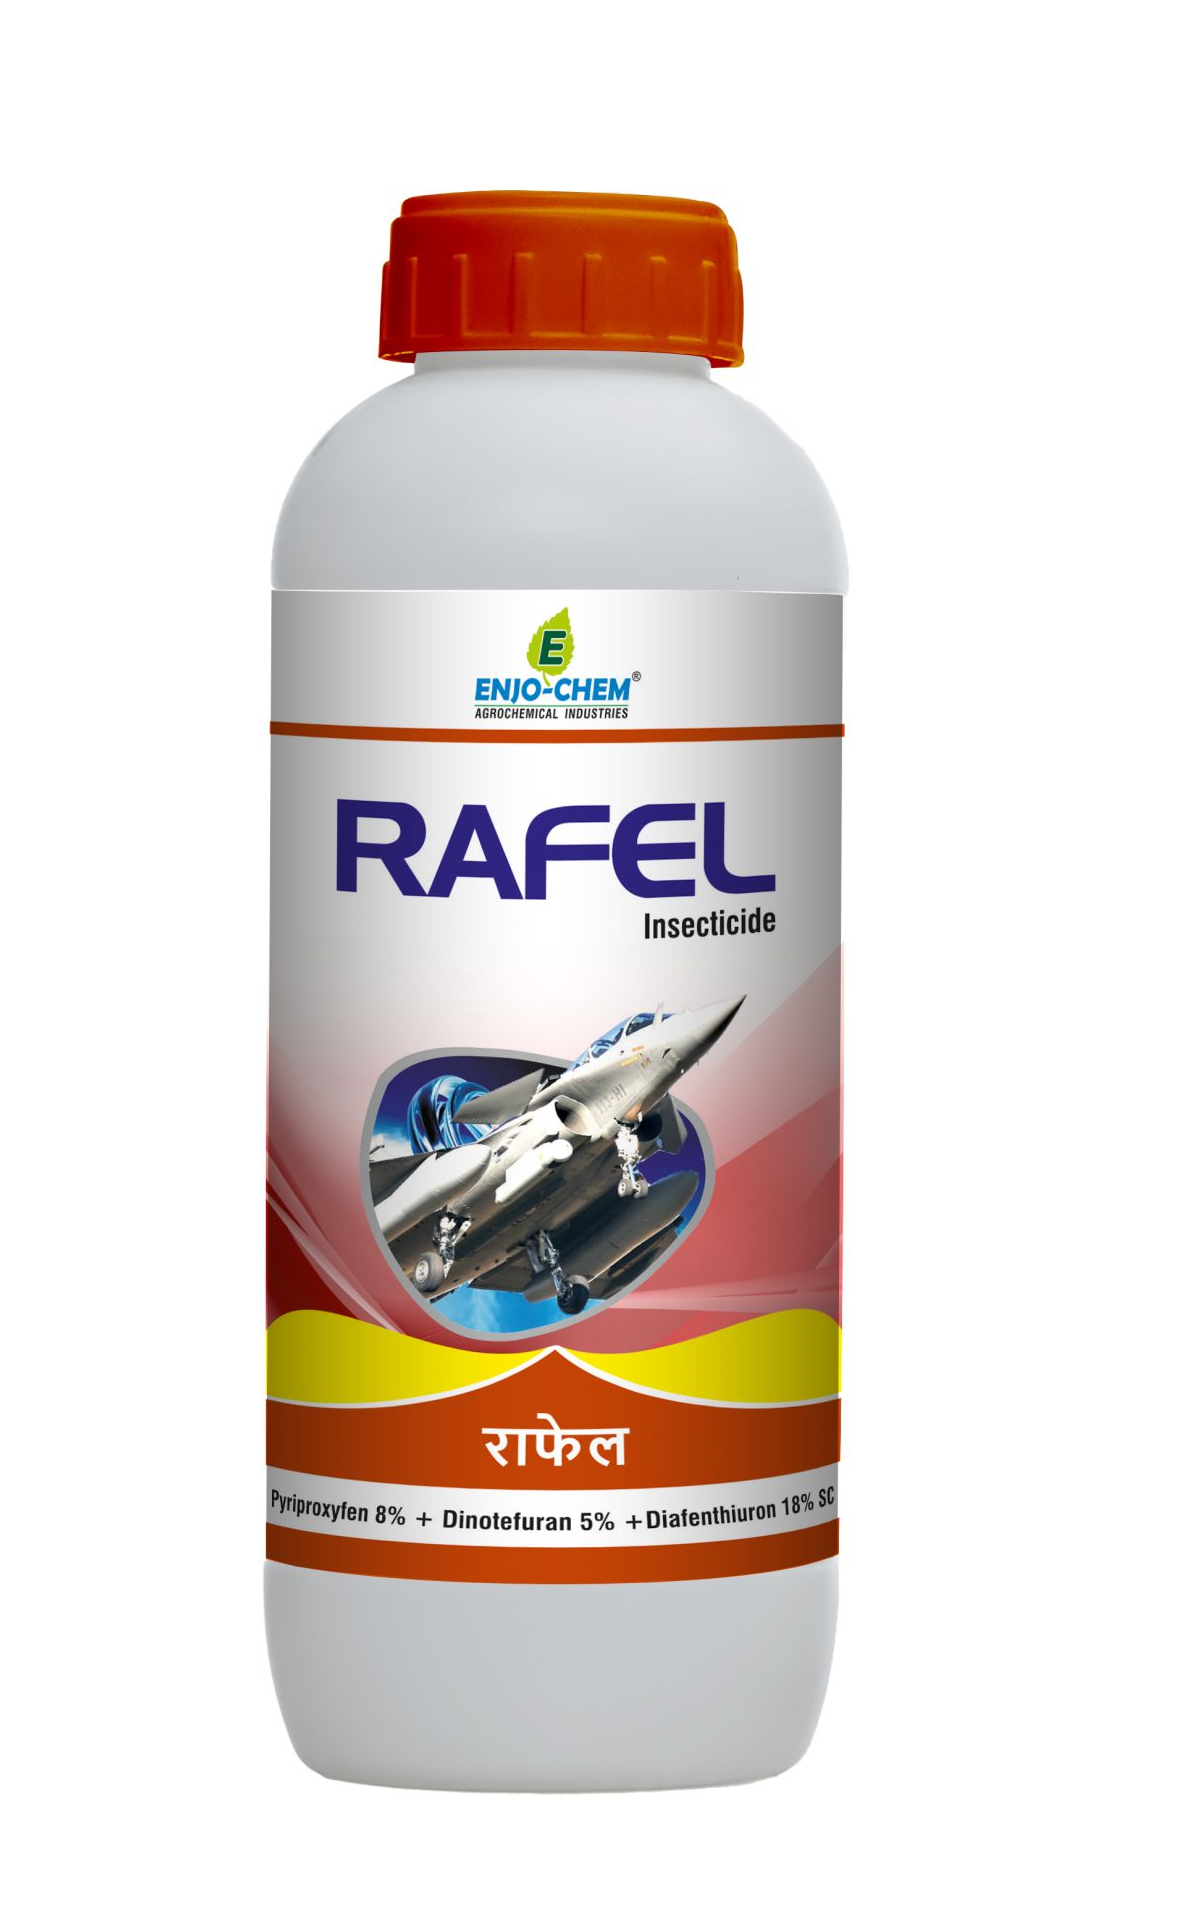 E
ENJO-CHEM®
AGROCHEMICAL INDUSTRIES
RAFEL
Insecticide
राफेल
Pyriproxyfen 8% + Dinotefuran 5% +Diafenthiuron 18% SC